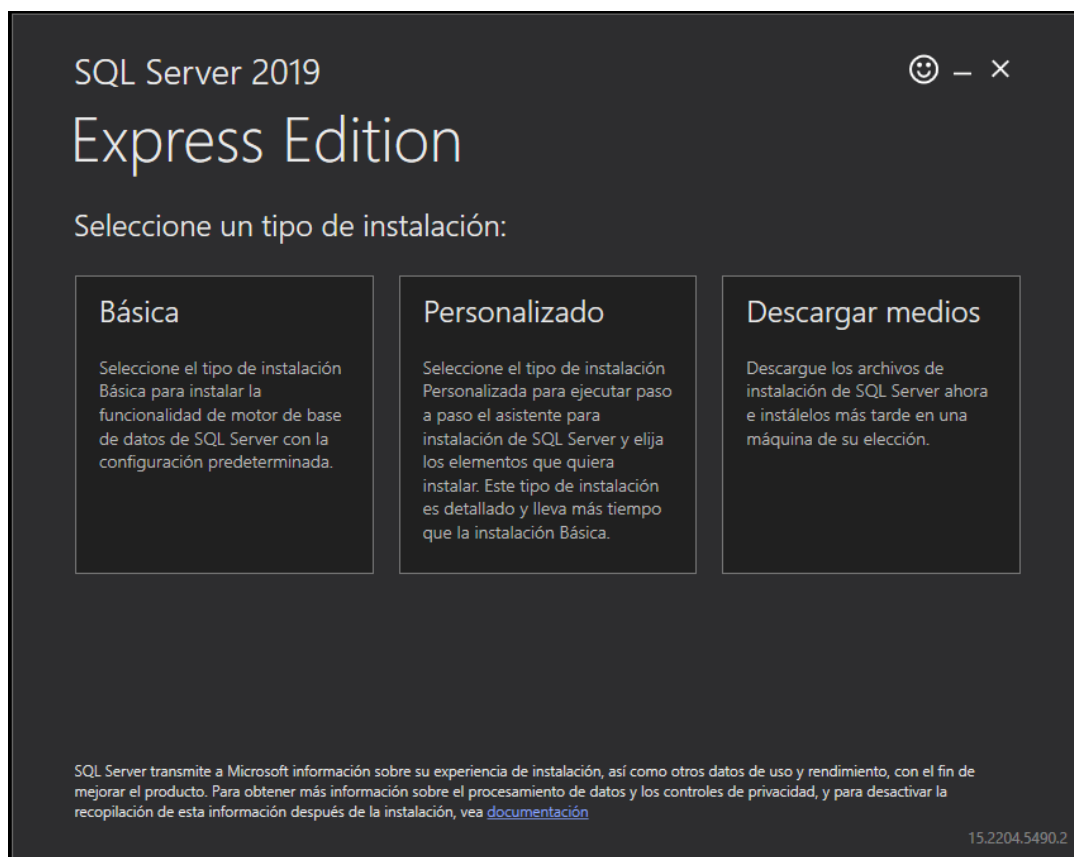 SQL Server 2019
Express Edition
Seleccione un tipo de instalación:
Básica
Seleccione el tipo de instalación
Básica para instalar la
funcionalidad de motor de base
de datos de SQL Server con la
configuración predeterminada.
Personalizado
Seleccione el tipo de instalación
Personalizada para ejecutar paso
a paso el asistente para
instalación de SQL Server y elija
los elementos que quiera
instalar. Este tipo de instalación
es detallado y lleva más tiempo
que la instalación Básica.
Descargar medios
Descargue los archivos de
instalación de SQL Server ahora
e instálelos más tarde en una
máquina de su elección.
SQL Server transmite a Microsoft información sobre su experiencia de instalación, así como otros datos de uso y rendimiento, con el fin de
mejorar el producto. Para obtener más información sobre el procesamiento de datos y los controles de privacidad, y para desactivar la
recopilación de esta información después de la instalación, vea documentación
15.2204.5490.2